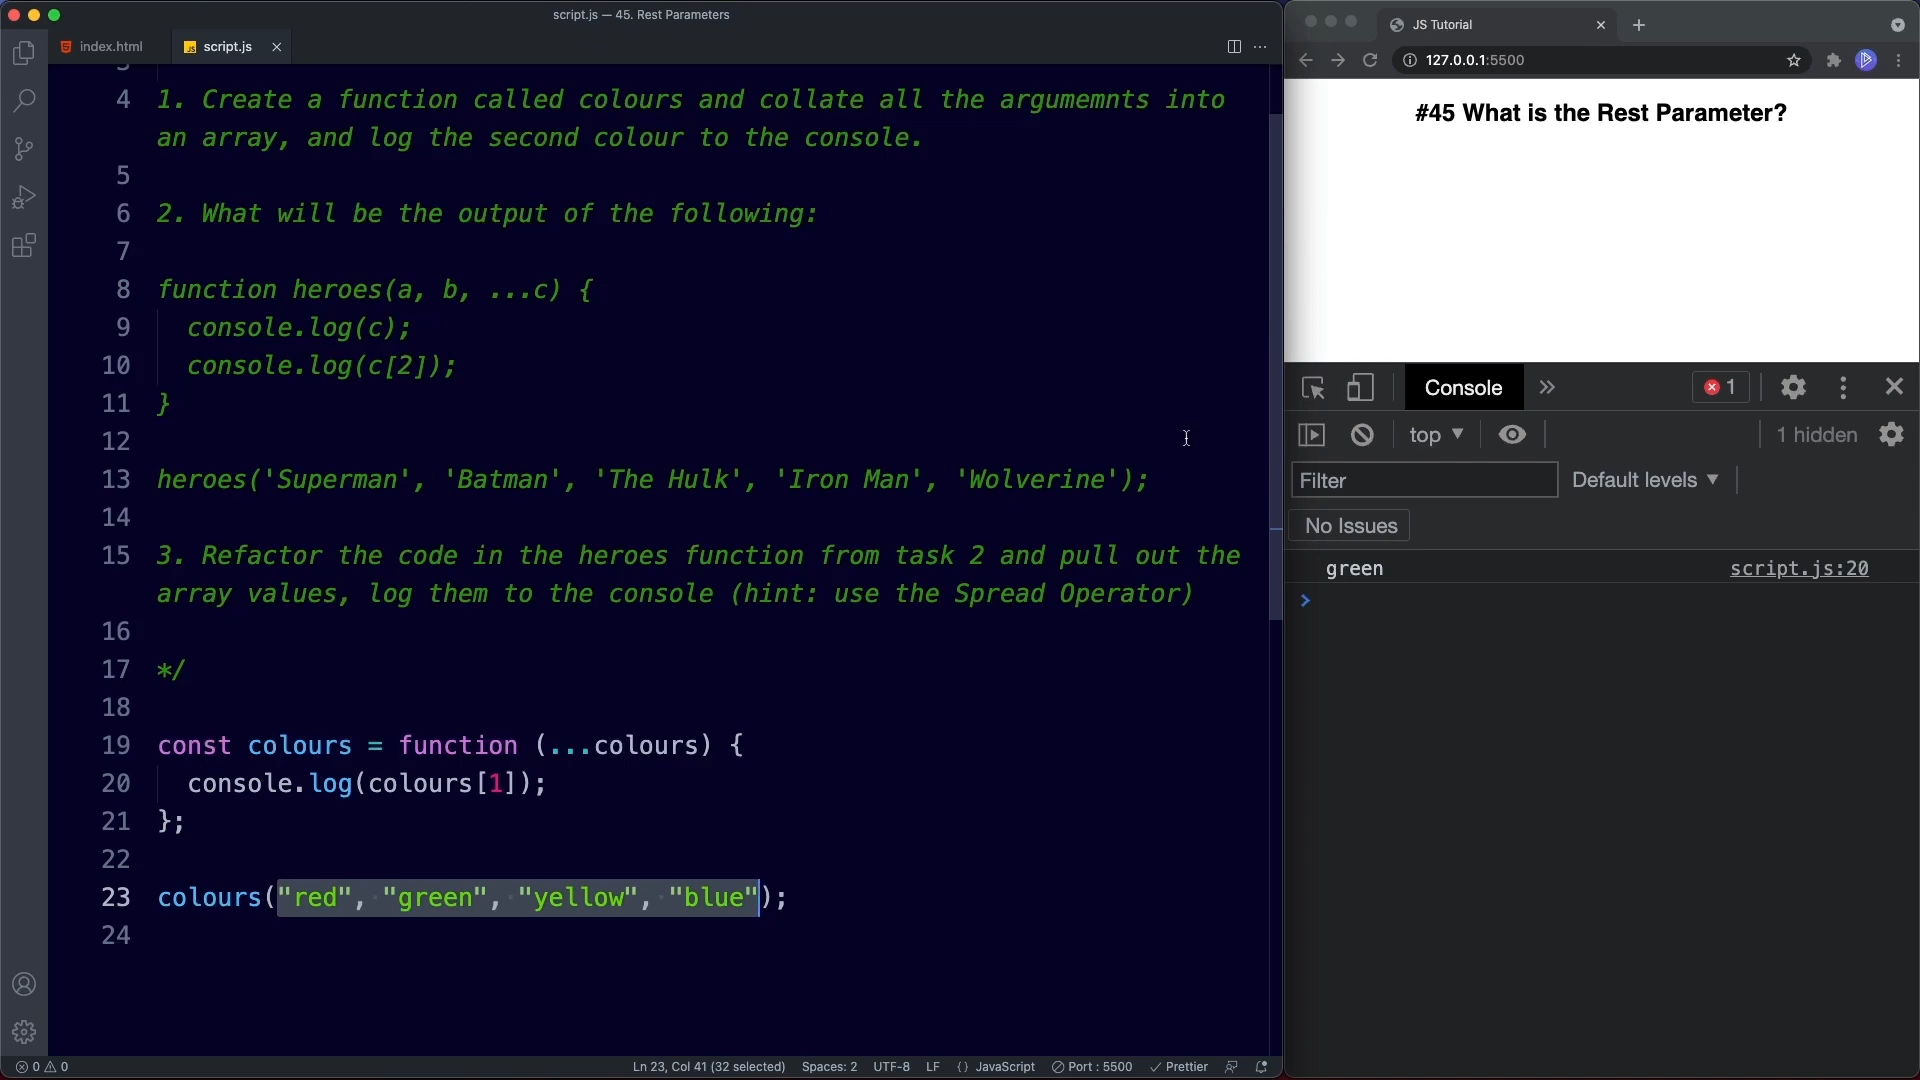 script.js — 45. Rest Parameters
index.html
script.js
4 1. Create a function called colours and collate all the argumemnts into
an array, and log the second colour to the console.
5
6 2. What will be the output of the following:
7
8 function heroes(a, b, ...c) {
9 console.log(c);
10 console.log(c[2]);
11 }
12
13 heroes('Superman', 'Batman', 'The Hulk', 'Iron Man', 'Wolverine');
14
15 3. Refactor the code in the heroes function from task 2 and pull out the
array values, log them to the console (hint: use the Spread Operator)
16
17 */
18
19 const colours = function (...colours) {
20 console.log(colours[1]);
21 };
22
23 colours("red", "green", "yellow", "blue");
24
0 0
Ln 23, Col 41 (32 selected) Spaces: 2 UTF-8 LF {} JavaScript Port : 5500 Prettier
JS Tutorial
127.0.0.1:5500
#45 What is the Rest Parameter?
Console
1
top
1 hidden
Filter
Default levels
No Issues
green script.js:20